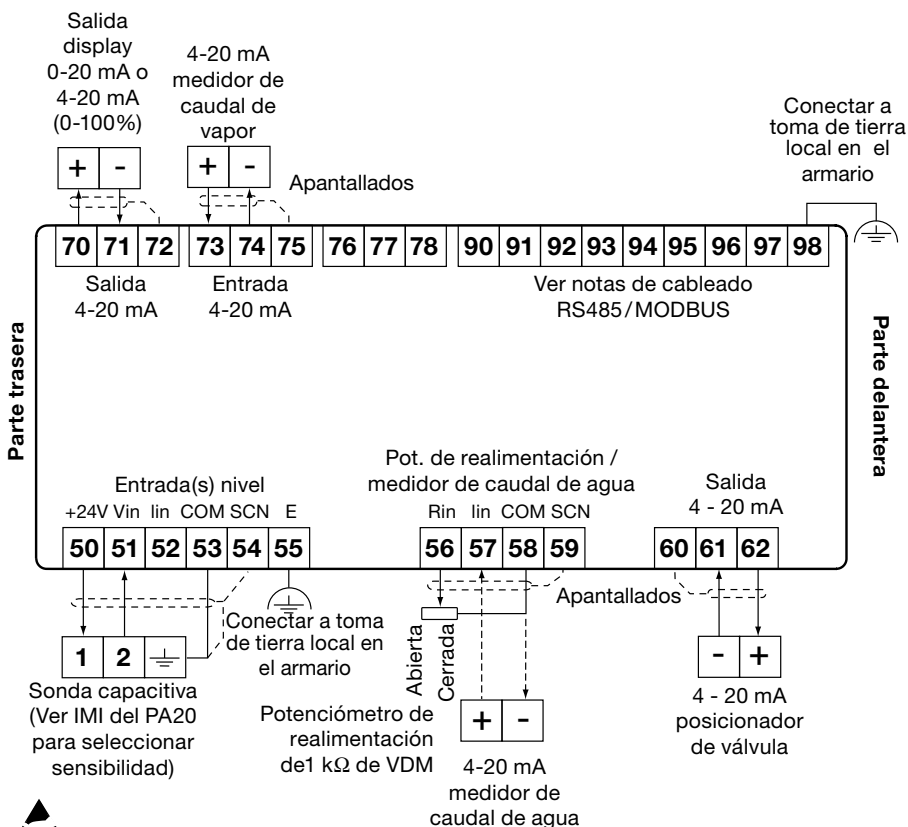 Salida
display
0-20 mA o
4-20 mA
(0-100%)
4-20 mA
medidor de
caudal de
vapor
Conectar a
toma de tierra
local en el
armario
+ -
+ -
Apantallados
70 71 72 73 74 75 76 77 78 90 91 92 93 94 95 96 97 98
Salida
4-20 mA
Entrada
4-20 mA
Ver notas de cableado
RS485/MODBUS
Parte trasera
Parte delantera
Entrada(s) nivel
+24V Vin Iin COM SCN E
Pot. de realimentación /
medidor de caudal de agua
Rin Iin COM SCN
Salida
4 - 20 mA
50 51 52 53 54 55 56 57 58 59 60 61 62
Conectar a toma
de tierra local en
el armario
Abierta
Cerrada
Apantallados
1 2
Sonda capacitiva
(Ver IMI del PA20
para seleccionar
sensibilidad)
Potenciómetro de
realimentación
de1 kΩ de VDM
+ -
4-20 mA
medidor de
caudal de agua
- +
4 - 20 mA
posicionador
de válvula